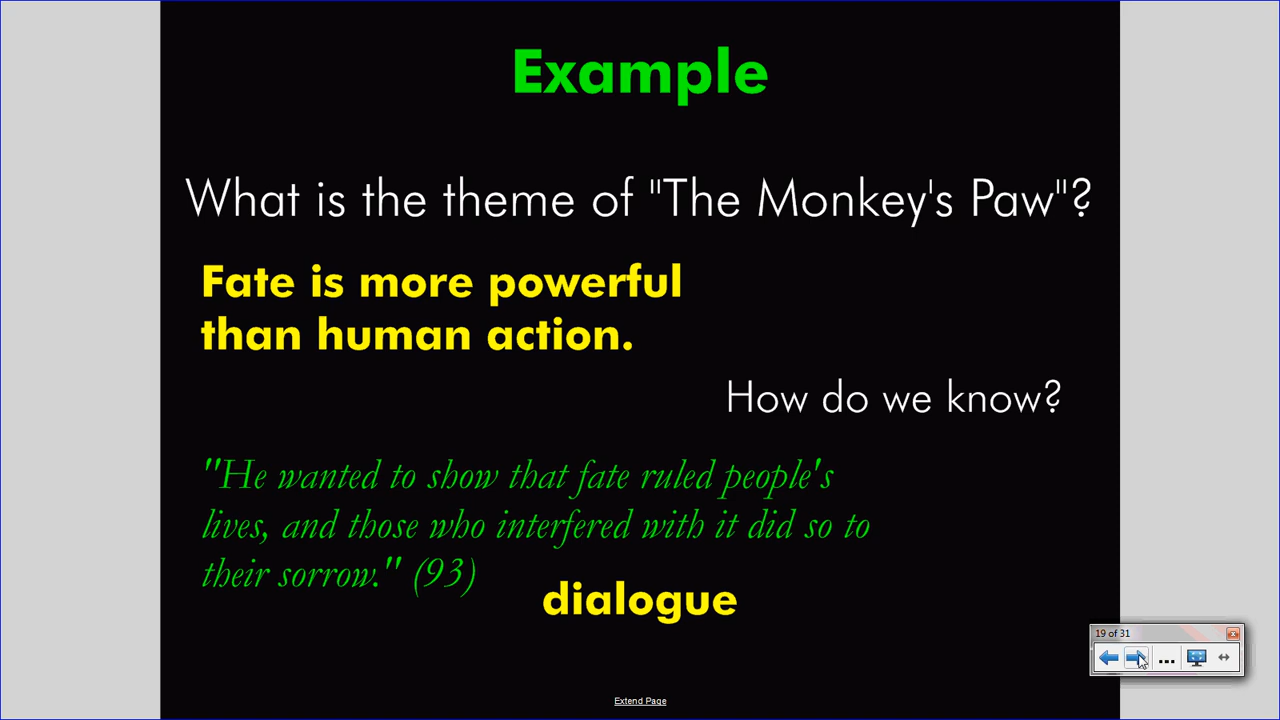 Example
What is the theme of "The Monkey's Paw"?
Fate is more powerful
than human action.
How do we know?
"He wanted to show that fate ruled people's
lives, and those who interfered with it did so to
their sorrow." (93)
dialogue
19 of 31
...
Extend Page